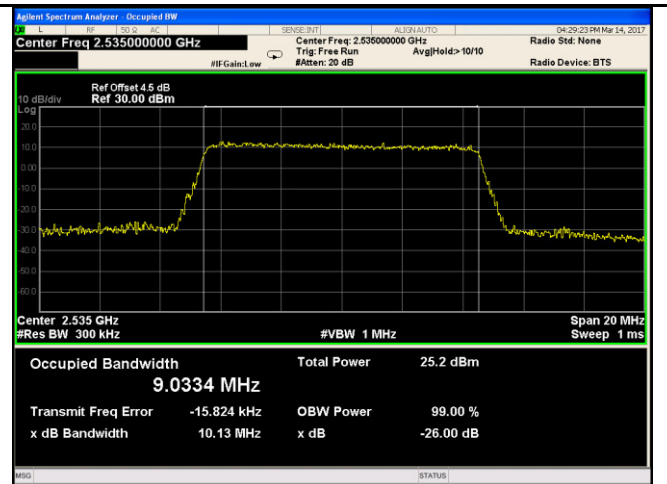 Agilent Spectrum Analyzer - Occupied BW
L RF 50 Ω AC SENSE:INT ALIGN AUTO 04:29:23 PM Mar 14, 2017
Center Freq 2.535000000 GHz Center Freq: 2.535000000 GHz Radio Std: None
Trig: Free Run Avg|Hold:>10/10
#IFGain:Low #Atten: 20 dB Radio Device: BTS
Ref Offset 4.5 dB
10 dB/div Ref 30.00 dBm
Log
20.0
10.0
0.00
-10.0
-20.0
-30.0
-40.0
-50.0
-60.0
Center 2.535 GHz Span 20 MHz
#Res BW 300 kHz #VBW 1 MHz Sweep 1 ms
Occupied Bandwidth Total Power 25.2 dBm
9.0334 MHz
Transmit Freq Error -15.824 kHz OBW Power 99.00 %
x dB Bandwidth 10.13 MHz x dB -26.00 dB
MSG STATUS